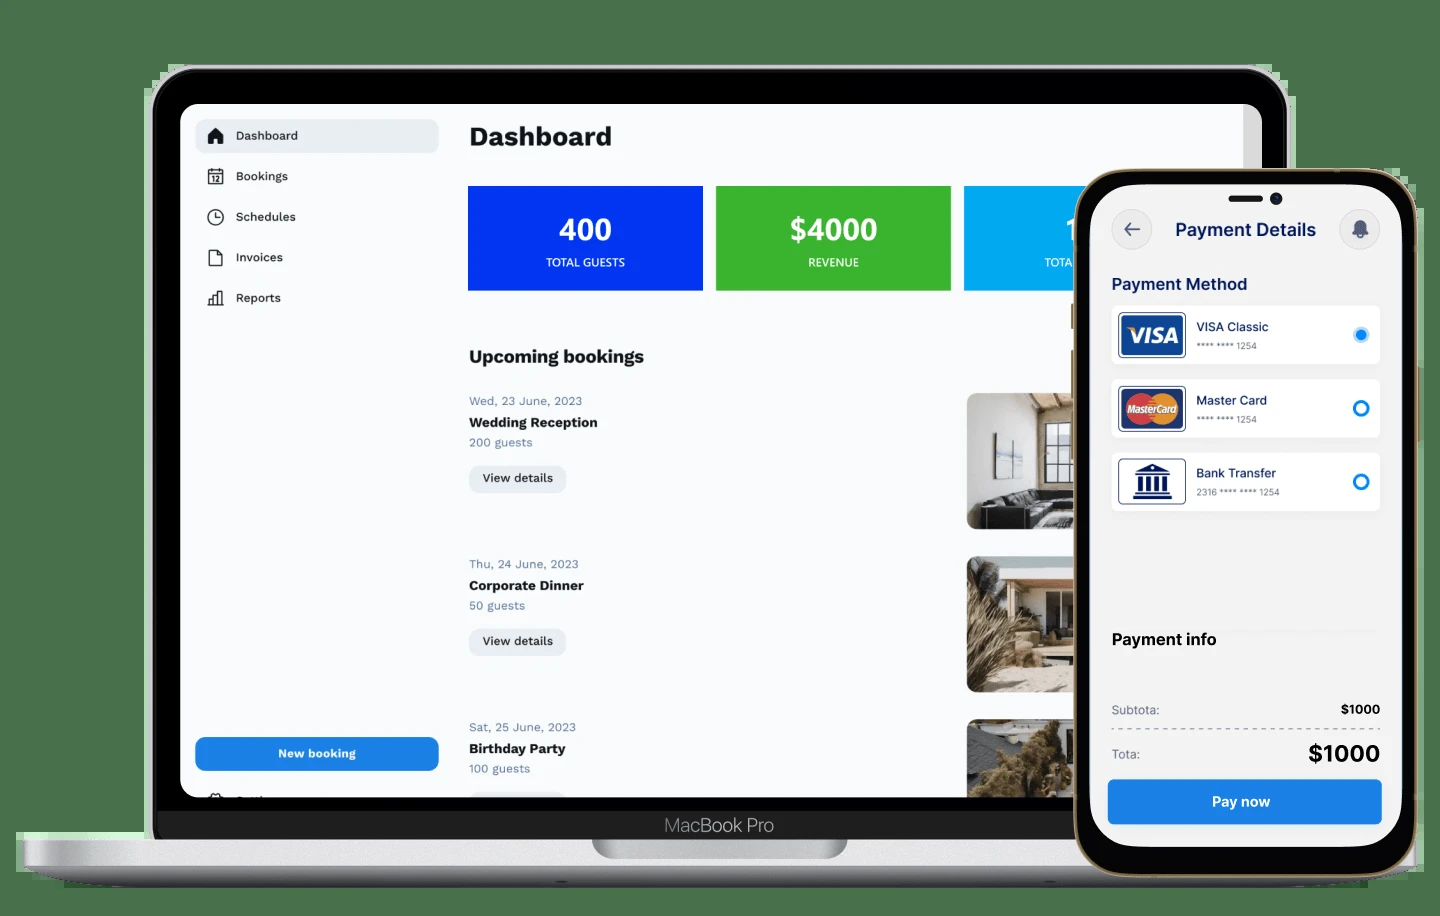 Dashboard
Bookings
12
Schedules
Invoices
Reports
New booking
Dashboard
400
TOTAL GUESTS
$4000
REVENUE
Upcoming bookings
Wed, 23 June, 2023
Wedding Reception
200 guests
View details
Thu, 24 June, 2023
Corporate Dinner
50 guests
View details
Sat, 25 June, 2023
Birthday Party
100 guests
MacBook Pro
Payment Details
Payment Method
VISA
VISA Classic
**** **** 1254
MasterCard
Master Card
**** **** 1254
Bank Transfer
2316 **** **** 1254
Payment info
Subtota: $1000
Tota: $1000
Pay now